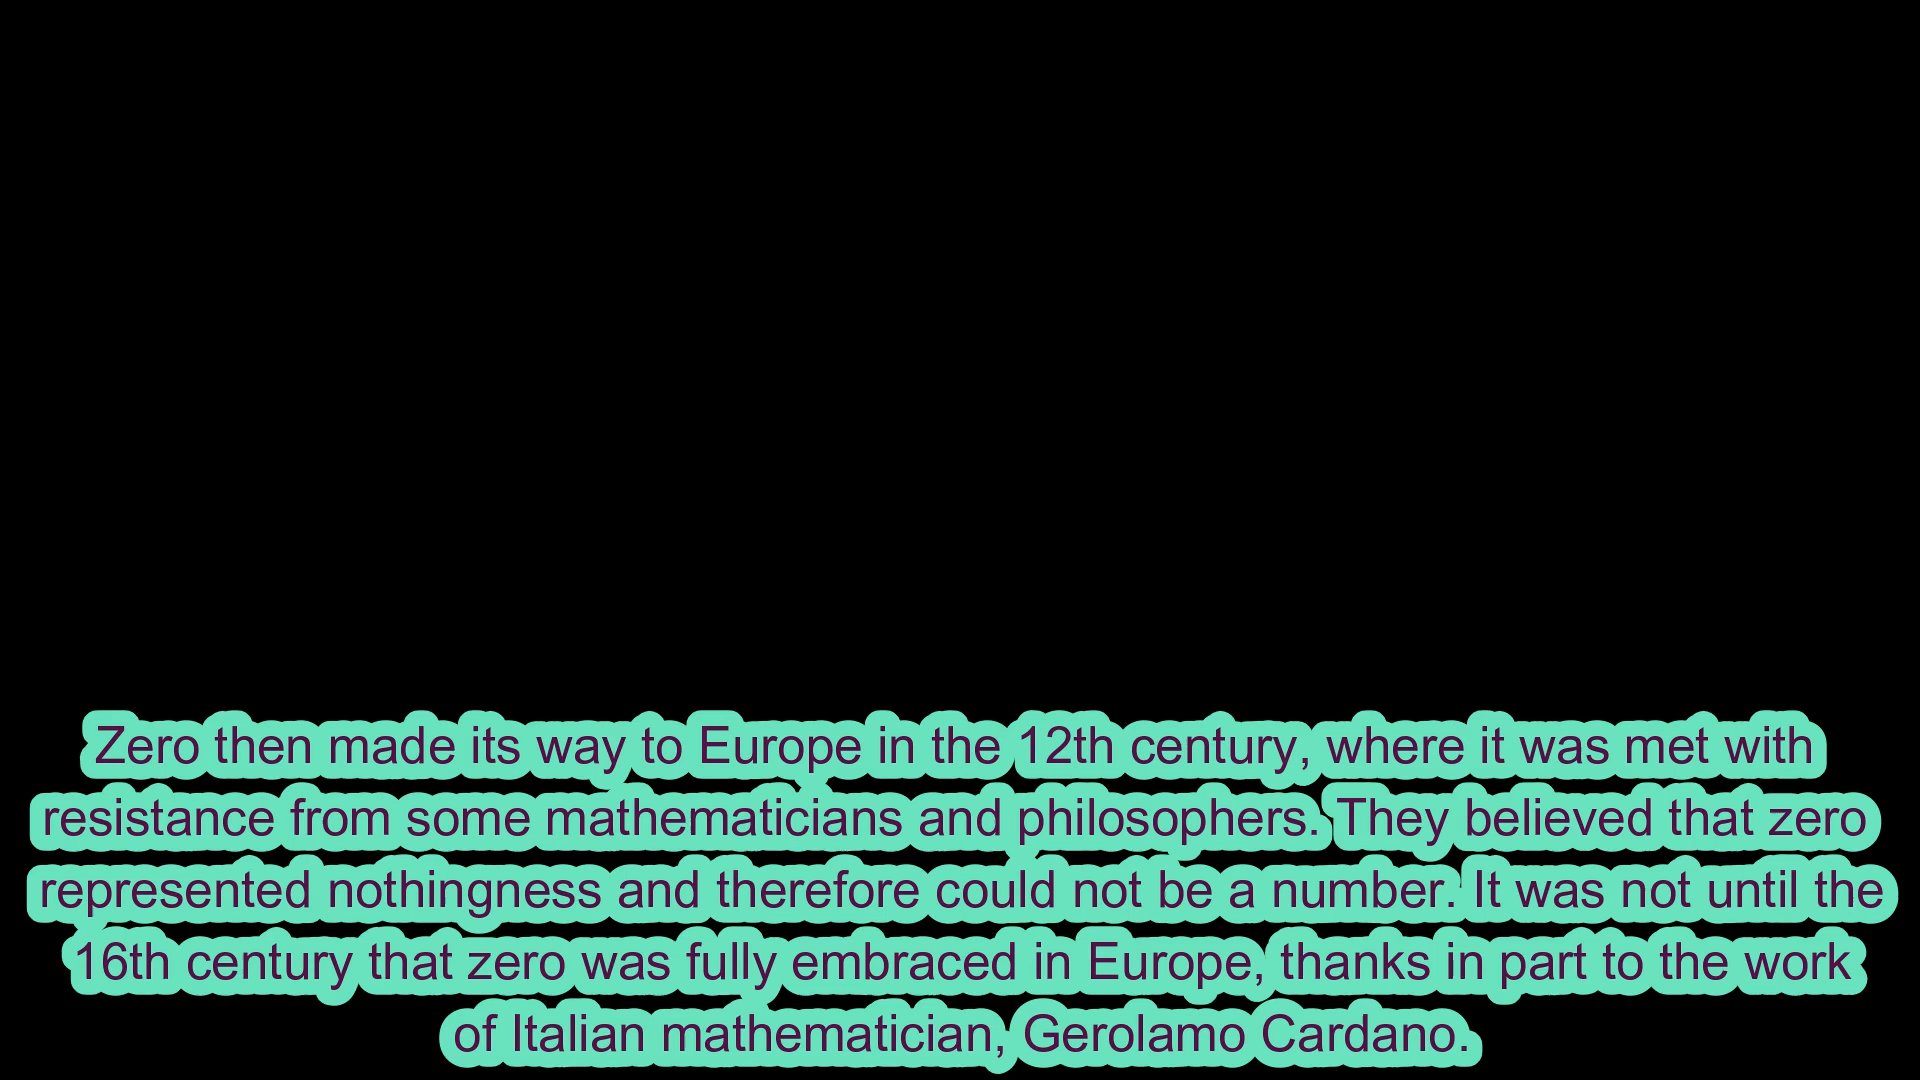 Zero then made its way to Europe in the 12th century, where it was met with
resistance from some mathematicians and philosophers. They believed that zero
represented nothingness and therefore could not be a number. It was not until the
16th century that zero was fully embraced in Europe, thanks in part to the work
of Italian mathematician, Gerolamo Cardano.